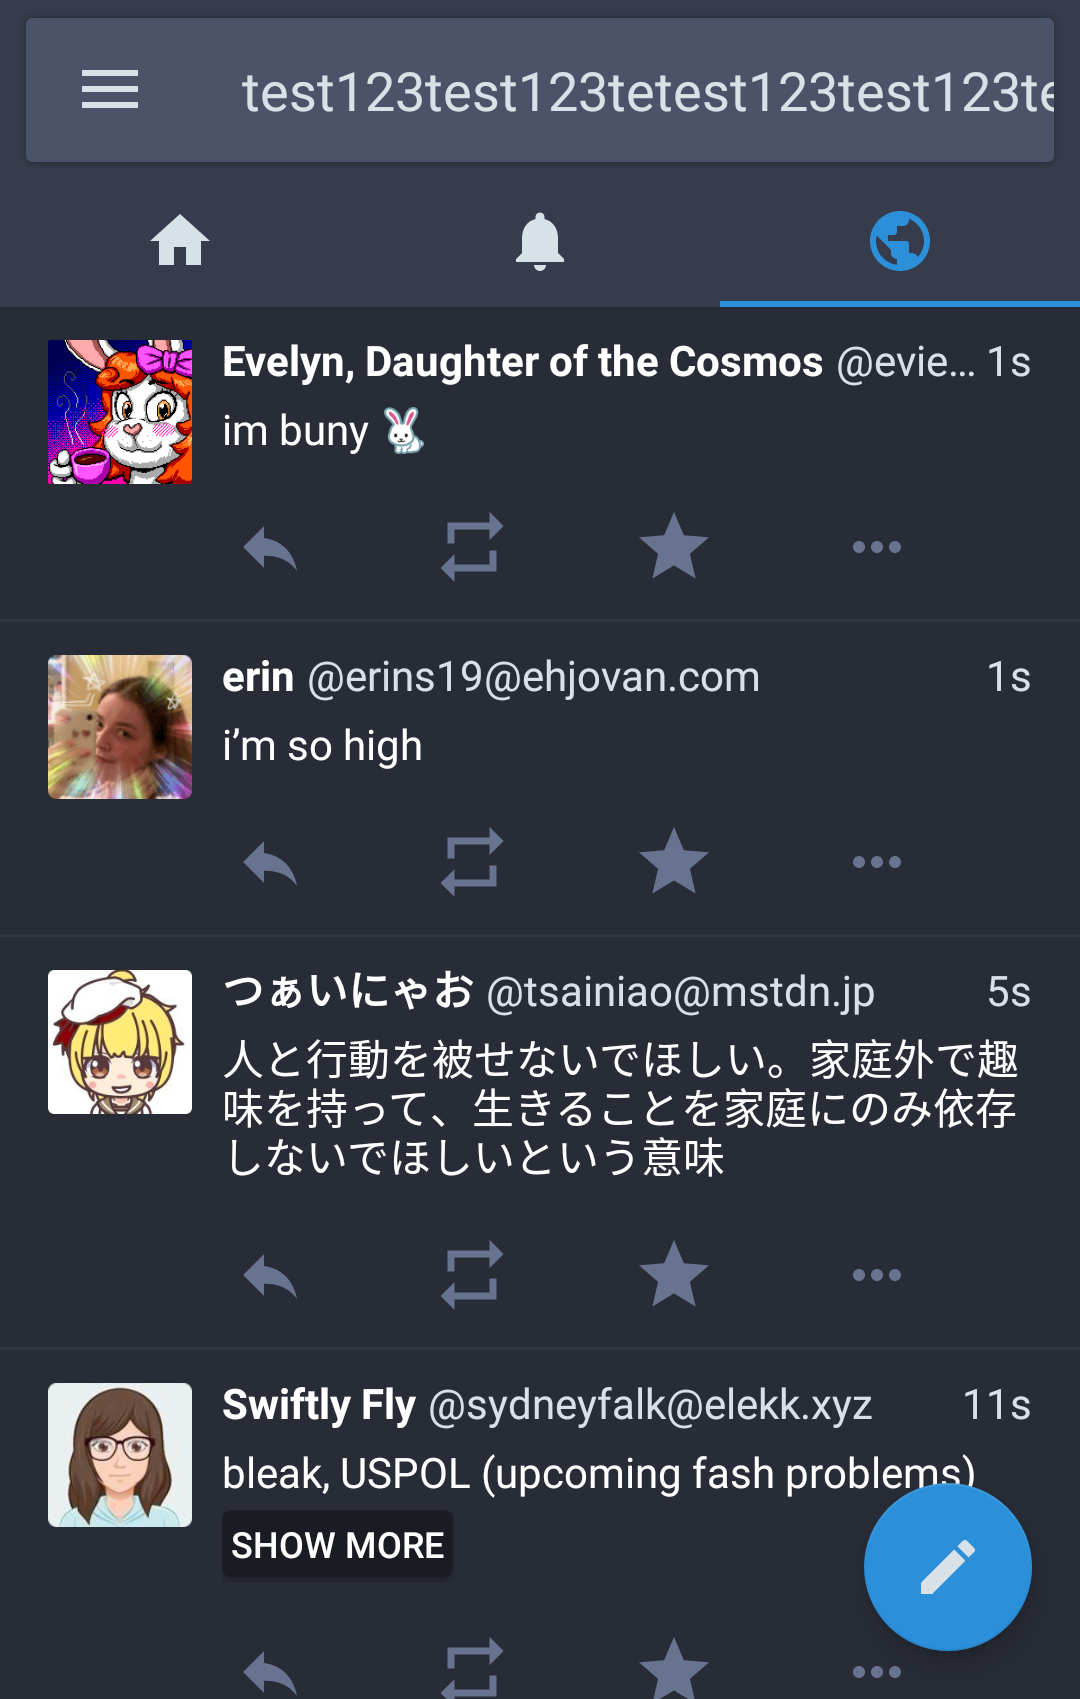 test123test123tetest123test123te
Evelyn, Daughter of the Cosmos @evie... 1s
im buny 🐰
erin @erins19@ehjovan.com 1s
i’m so high
つぁいにゃお @tsainiao@mstdn.jp 5s
人と行動を被せないでほしい。家庭外で趣
味を持って、生きることを家庭にのみ依存
しないでほしいという意味
Swiftly Fly @sydneyfalk@elekk.xyz 11s
bleak, USPOL (upcoming fash problems)
SHOW MORE